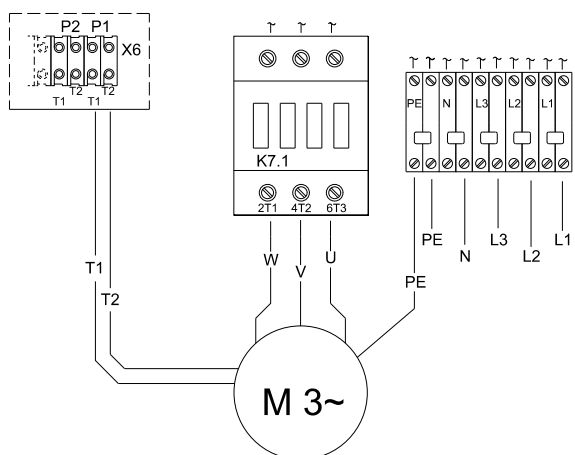 P2 P1
X6
T2 T2
T1 T1
K7.1
2T1 4T2 6T3
PE N L3 L2 L1
W V U
PE
N
L3
L2
L1
PE
T1
T2
M 3~